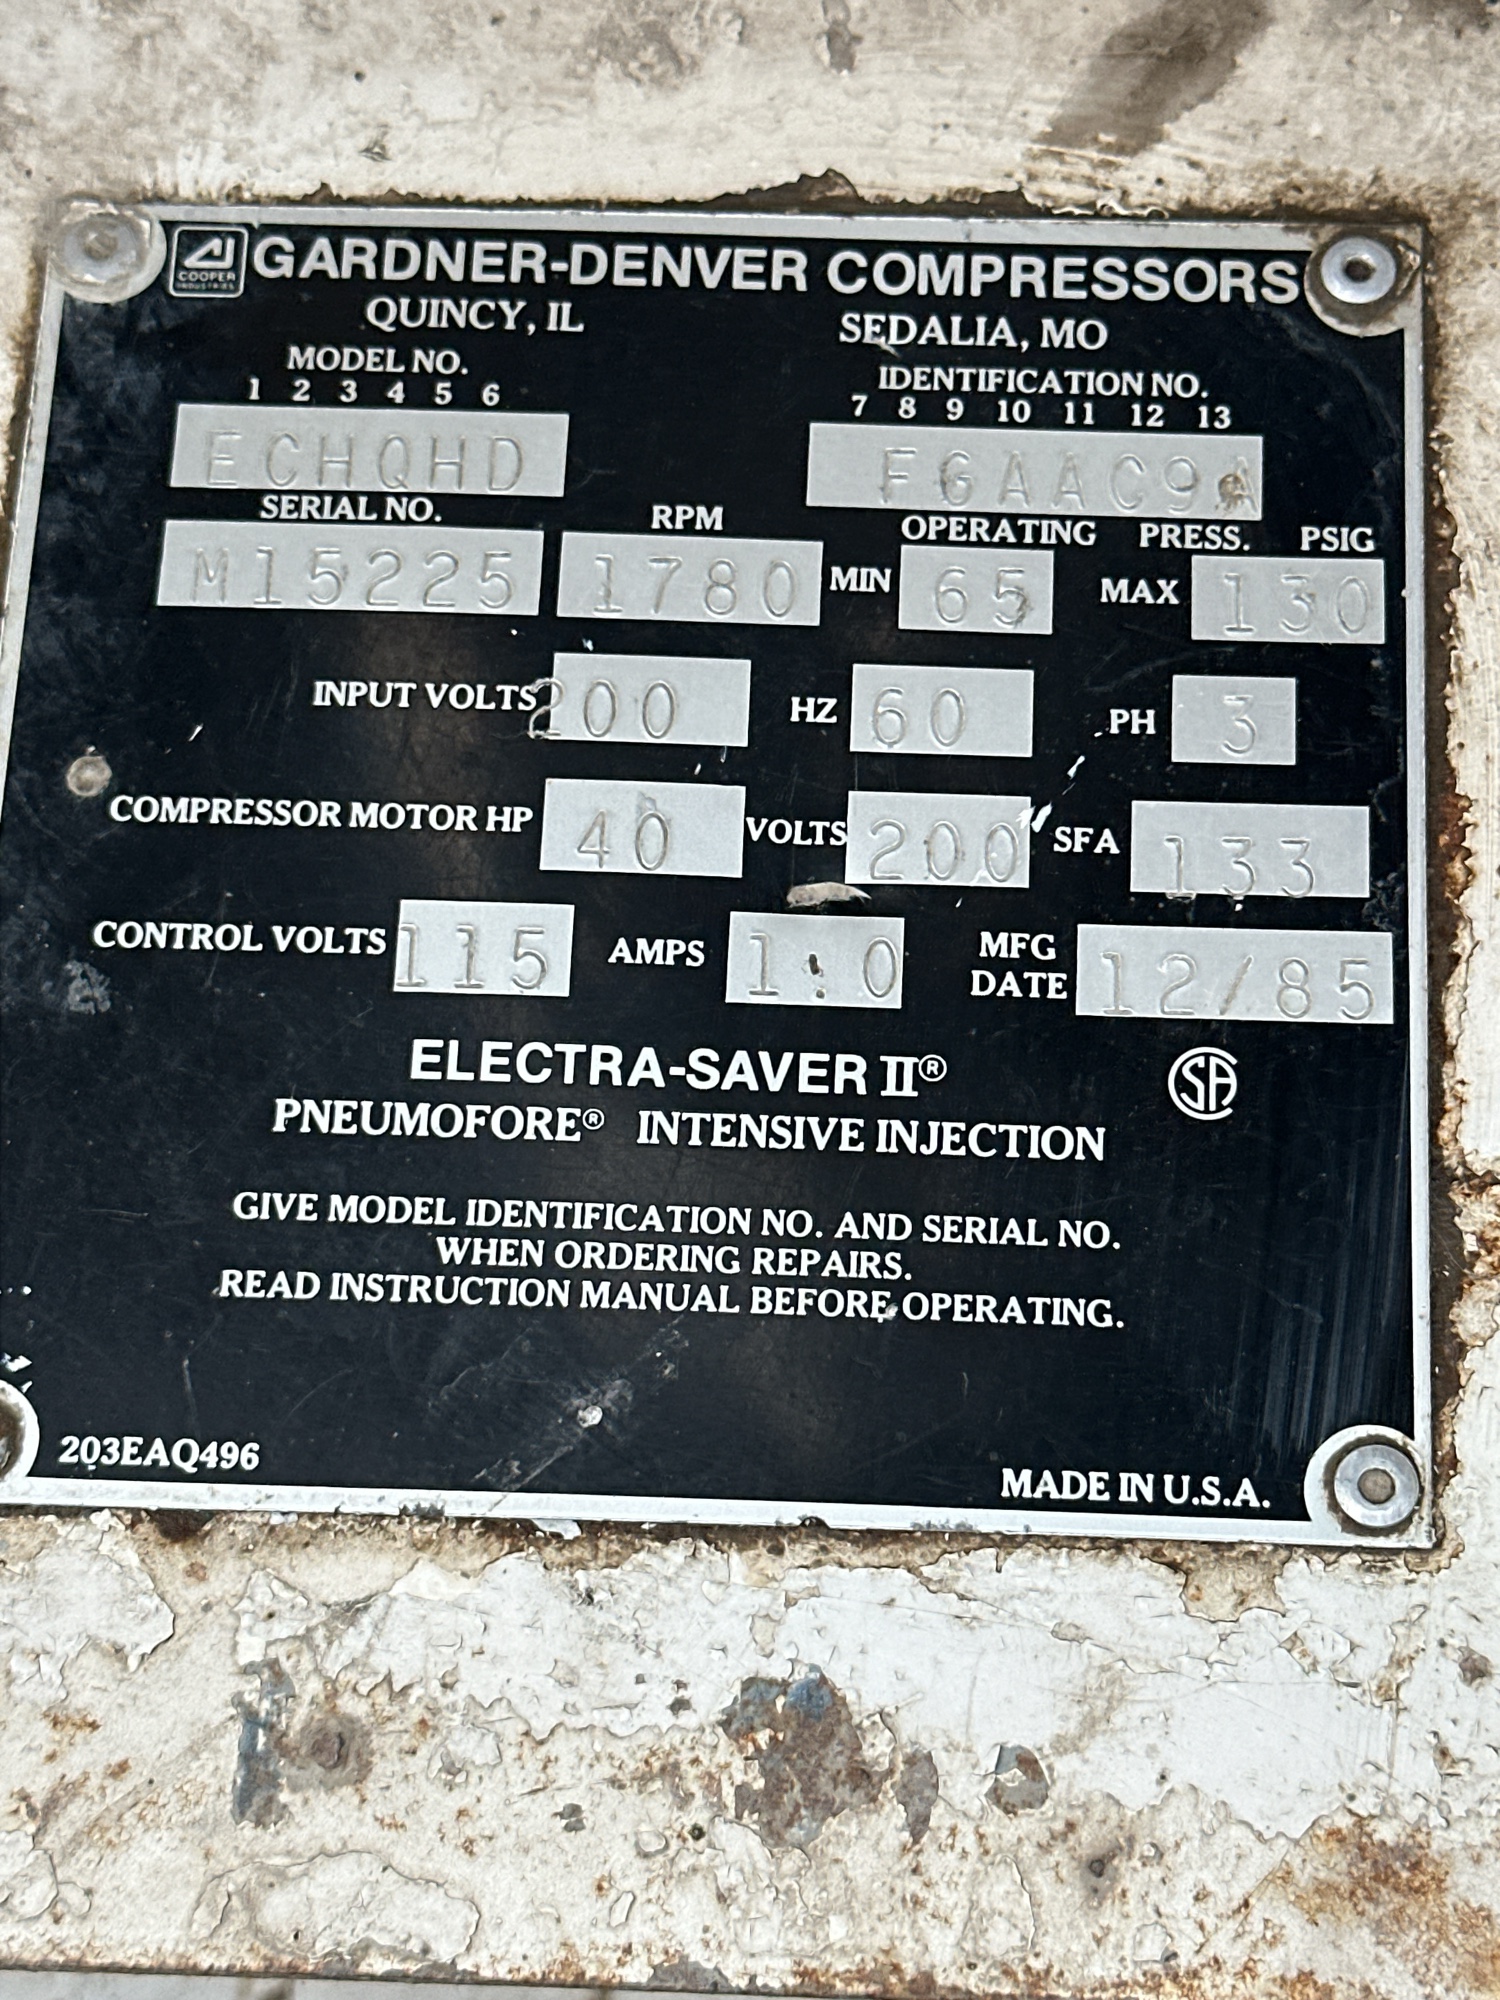 COOPER
INDUSTRIES
GARDNER-DENVER COMPRESSORS
QUINCY, IL SEDALIA, MO
MODEL NO. IDENTIFICATION NO.
1 2 3 4 5 6 7 8 9 10 11 12 13
ECHQHD FGAAC9A
SERIAL NO. RPM OPERATING PRESS. PSIG
M15225 1780 MIN 65 MAX 130
INPUT VOLTS 200 HZ 60 PH 3
COMPRESSOR MOTOR HP 40 VOLTS 200 SFA 133
CONTROL VOLTS 115 AMPS 1.0 MFG DATE 12/85
ELECTRA-SAVER II® SA
PNEUMOFORE® INTENSIVE INJECTION
GIVE MODEL IDENTIFICATION NO. AND SERIAL NO.
WHEN ORDERING REPAIRS.
READ INSTRUCTION MANUAL BEFORE OPERATING.
203EAQ496 MADE IN U.S.A.